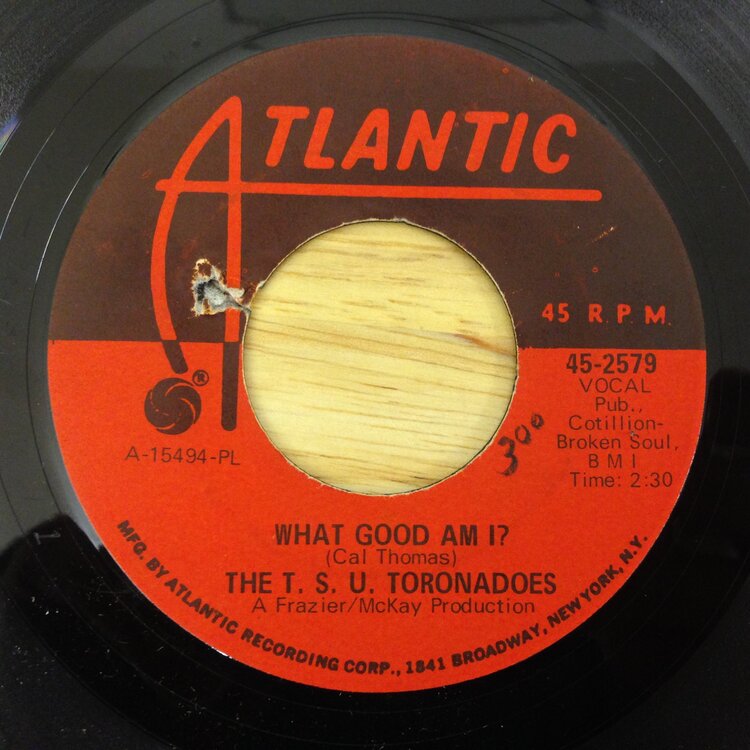 ATLANTIC
45 R.P.M.
®
45-2579
VOCAL
Pub.,
Cotillion-
Broken Soul,
BMI
Time: 2:30
A-15494-PL
300
WHAT GOOD AM I?
(Cal Thomas)
THE T. S. U. TORONADOES
A Frazier/McKay Production
MFG. BY ATLANTIC RECORDING CORP., 1841 BROADWAY, NEW YORK, N.Y.